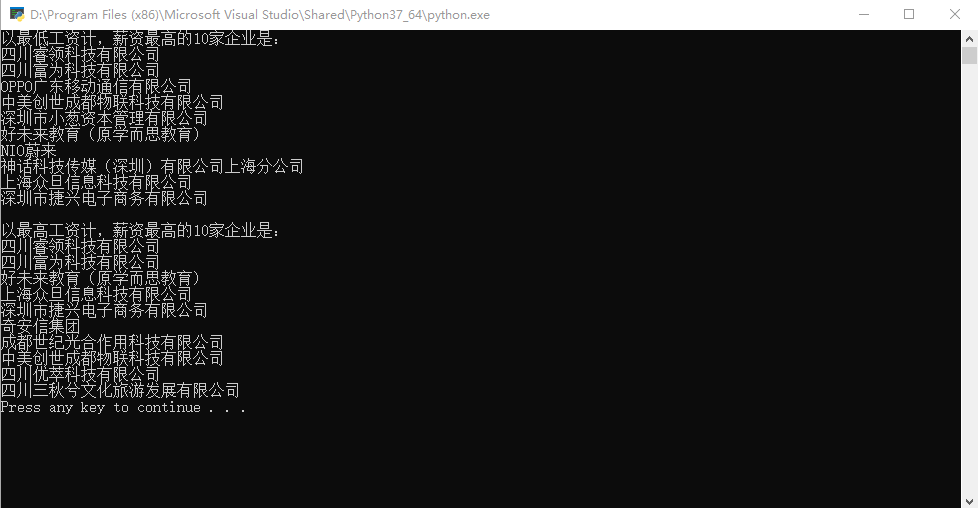 D:\Program Files (x86)\Microsoft Visual Studio\Shared\Python37_64\python.exe
以最低工资计，薪资最高的10家企业是：
四川睿领科技有限公司
四川富为科技有限公司
OPPO广东移动通信有限公司
中美创世成都物联科技有限公司
深圳市小葱资本管理有限公司
好未来教育（原学而思教育）
NIO蔚来
神话科技传媒（深圳）有限公司上海分公司
上海众旦信息科技有限公司
深圳市捷兴电子商务有限公司
以最高工资计，薪资最高的10家企业是：
四川睿领科技有限公司
四川富为科技有限公司
好未来教育（原学而思教育）
上海众旦信息科技有限公司
深圳市捷兴电子商务有限公司
奇安信集团
成都世纪光合作用科技有限公司
中美创世成都物联科技有限公司
四川优萃科技有限公司
四川三秋兮文化旅游发展有限公司
Press any key to continue . . .